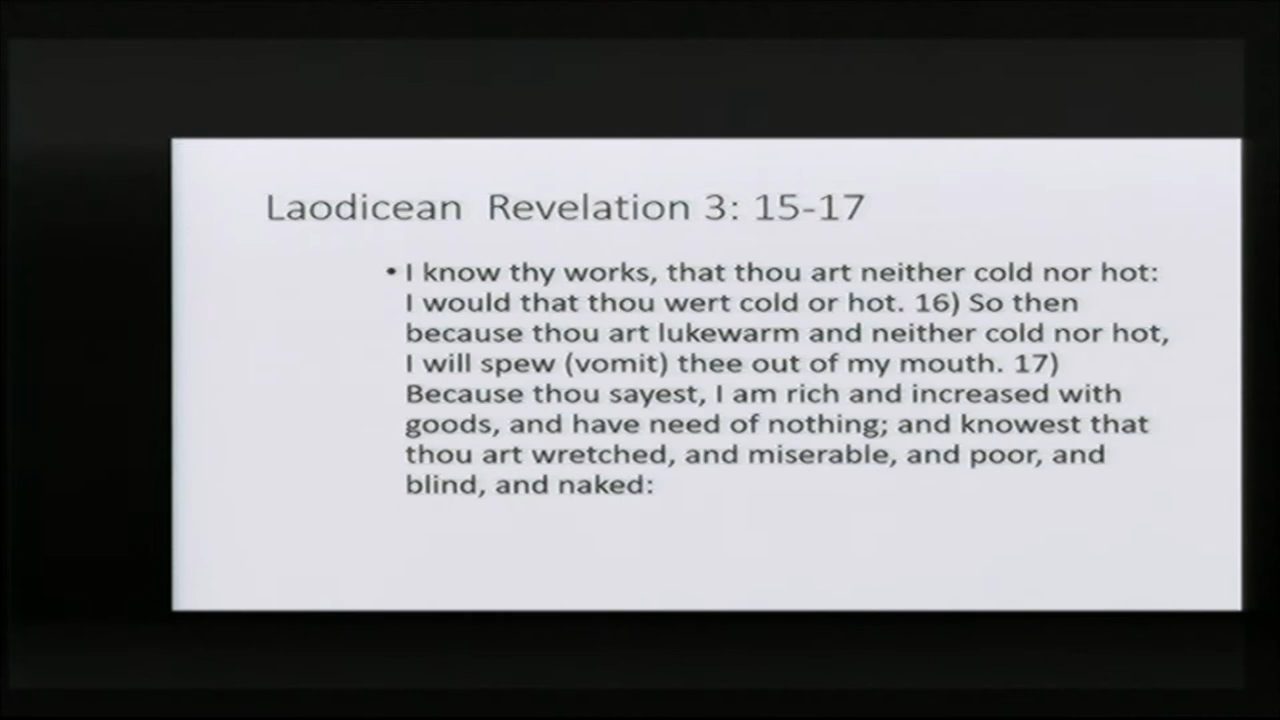 Laodicean Revelation 3: 15-17
• I know thy works, that thou art neither cold nor hot:
I would that thou wert cold or hot. 16) So then
because thou art lukewarm and neither cold nor hot,
I will spew (vomit) thee out of my mouth. 17)
Because thou sayest, I am rich and increased with
goods, and have need of nothing; and knowest that
thou art wretched, and miserable, and poor, and
blind, and naked: